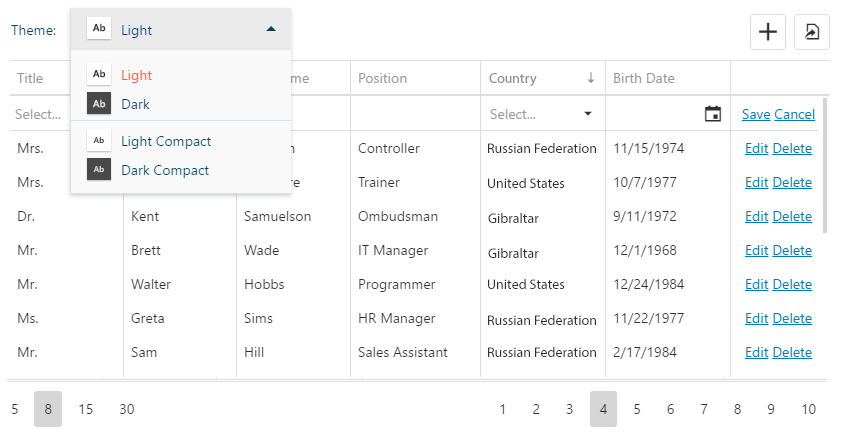 Theme: Ab Light
Ab Light
Ab Dark
Ab Light Compact
Ab Dark Compact
Title me Position Country ↓ Birth Date
Select... Select... Save Cancel
Mrs. n Controller Russian Federation 11/15/1974 Edit Delete
Mrs. re Trainer United States 10/7/1977 Edit Delete
Dr. Kent Samuelson Ombudsman Gibraltar 9/11/1972 Edit Delete
Mr. Brett Wade IT Manager Gibraltar 12/1/1968 Edit Delete
Mr. Walter Hobbs Programmer United States 12/24/1984 Edit Delete
Ms. Greta Sims HR Manager Russian Federation 11/22/1977 Edit Delete
Mr. Sam Hill Sales Assistant Russian Federation 2/17/1984 Edit Delete
5 8 15 30 1 2 3 4 5 6 7 8 9 10